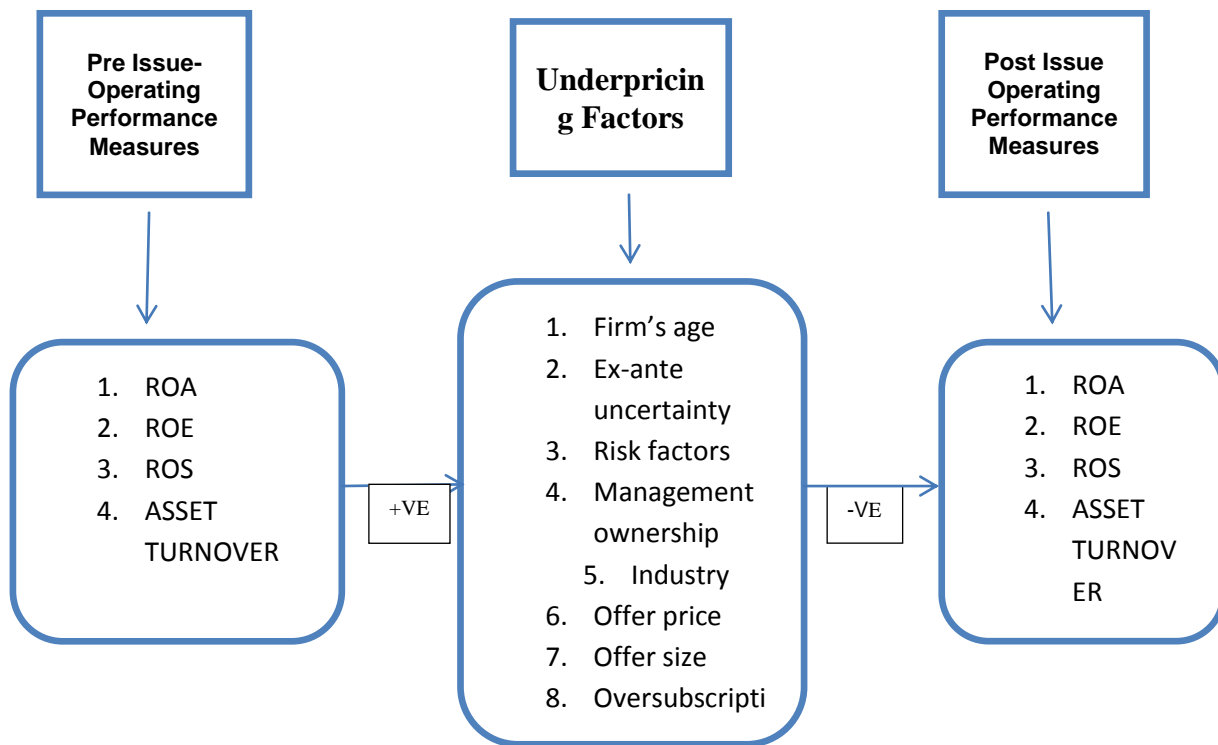 Pre Issue-
Operating
Performance
Measures
Underpricin
g Factors
Post Issue
Operating
Performance
Measures
1. ROA
2. ROE
3. ROS
4. ASSET
TURNOVER
+VE
1. Firm’s age
2. Ex-ante
uncertainty
3. Risk factors
4. Management
ownership
5. Industry
6. Offer price
7. Offer size
8. Oversubscripti
-VE
1. ROA
2. ROE
3. ROS
4. ASSET
TURNOV
ER